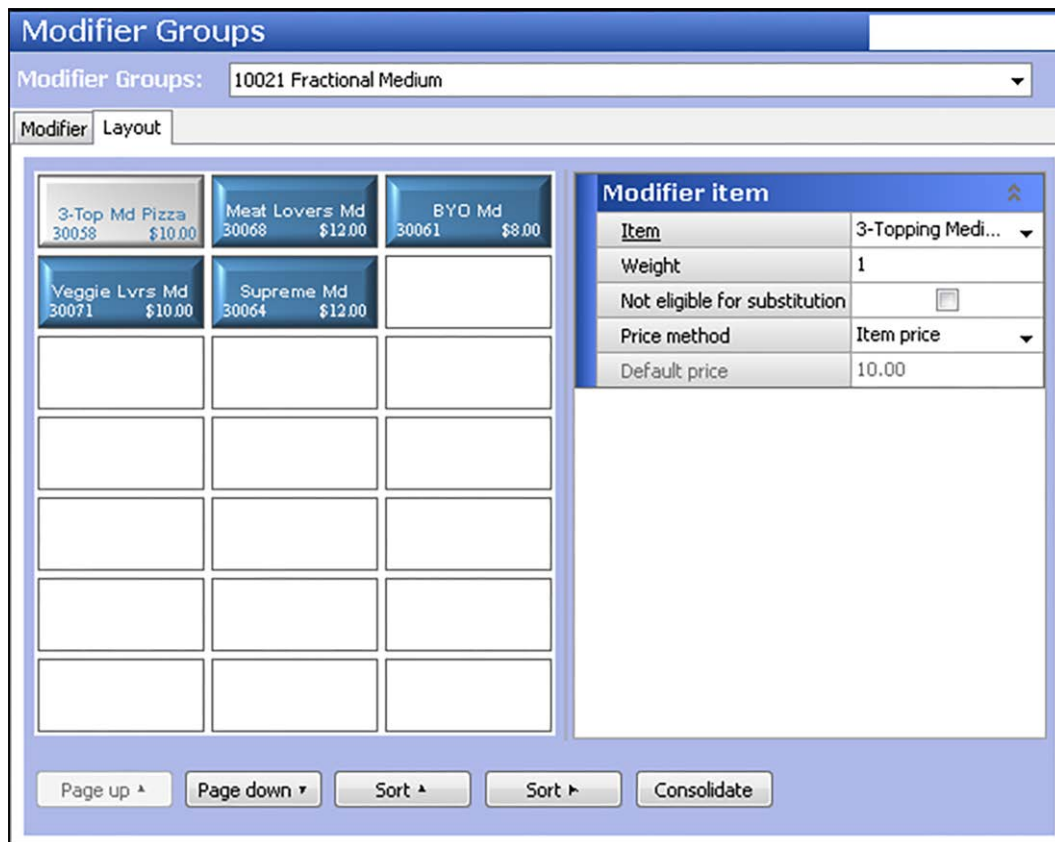 Modifier Groups
Modifier Groups: 10021 Fractional Medium
Modifier Layout
3-Top Md Pizza
30058 $10.00
Meat Lovers Md
30068 $12.00
BYO Md
30061 $8.00
Veggie Lvrs Md
30071 $10.00
Supreme Md
30064 $12.00
Modifier item
Item 3-Topping Medi...
Weight 1
Not eligible for substitution
Price method Item price
Default price 10.00
Page up Page down Sort Sort Consolidate